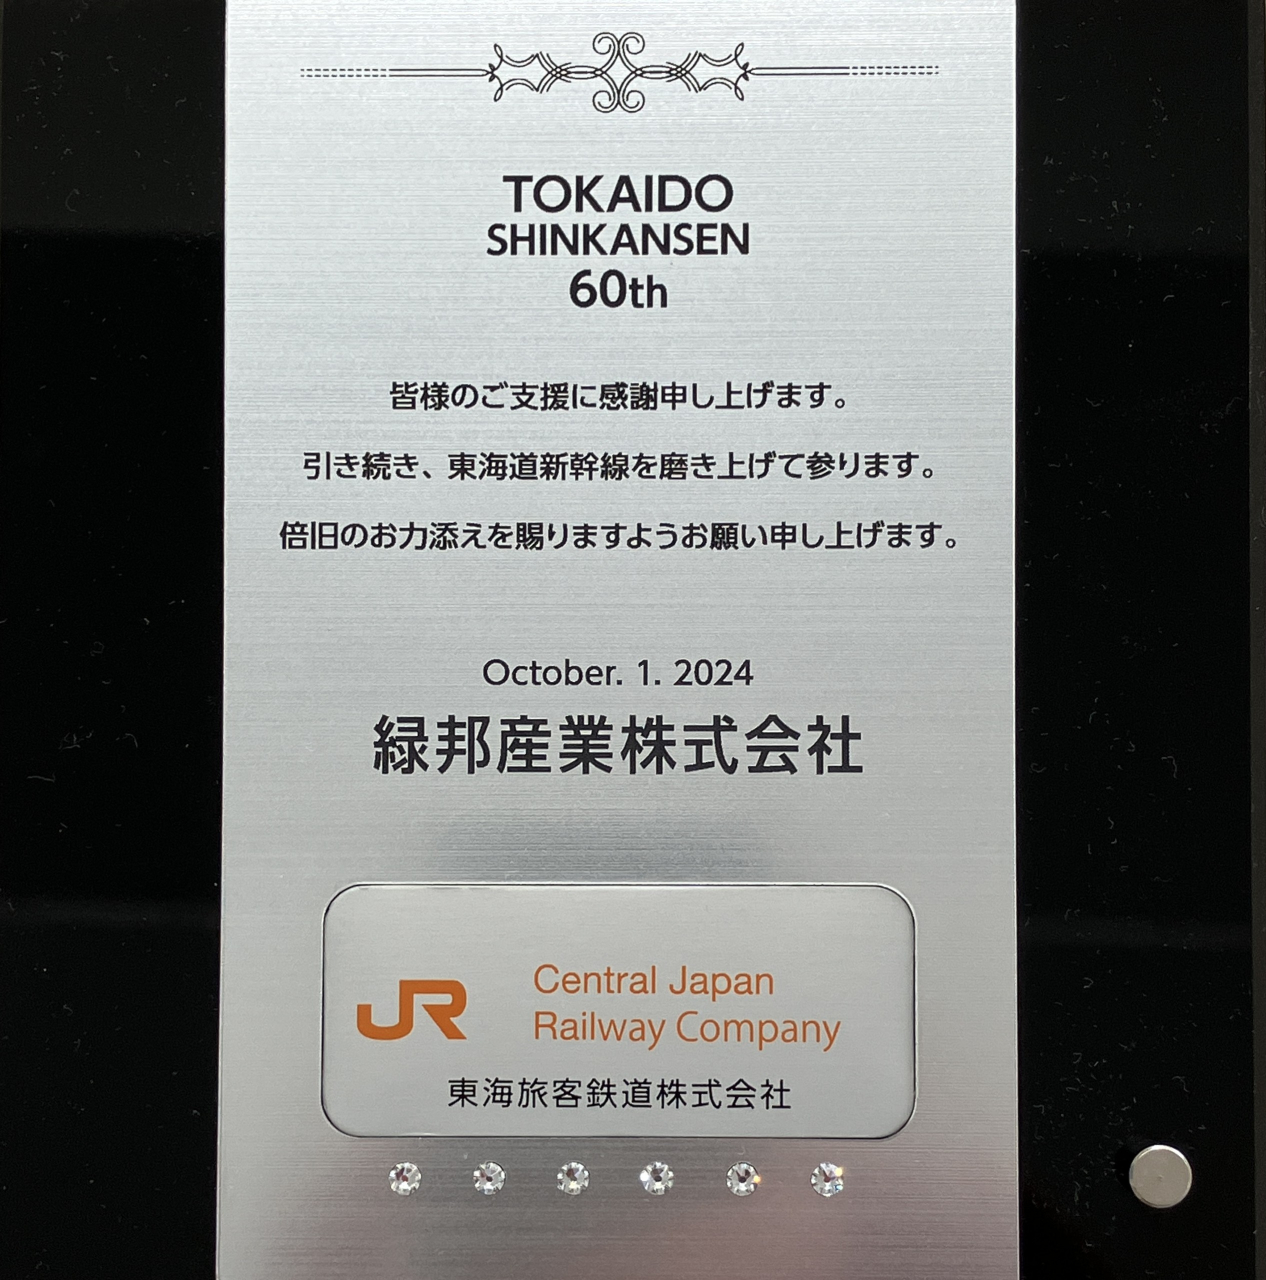 TOKAIDO
SHINKANSEN
60th
皆様のご支援に感謝申し上げます。
引き続き、東海道新幹線を磨き上げて参ります。
倍旧のお力添えを賜りますようお願い申し上げます。
October. 1. 2024
緑邦産業株式会社
JR
Central Japan
Railway Company
東海旅客鉄道株式会社